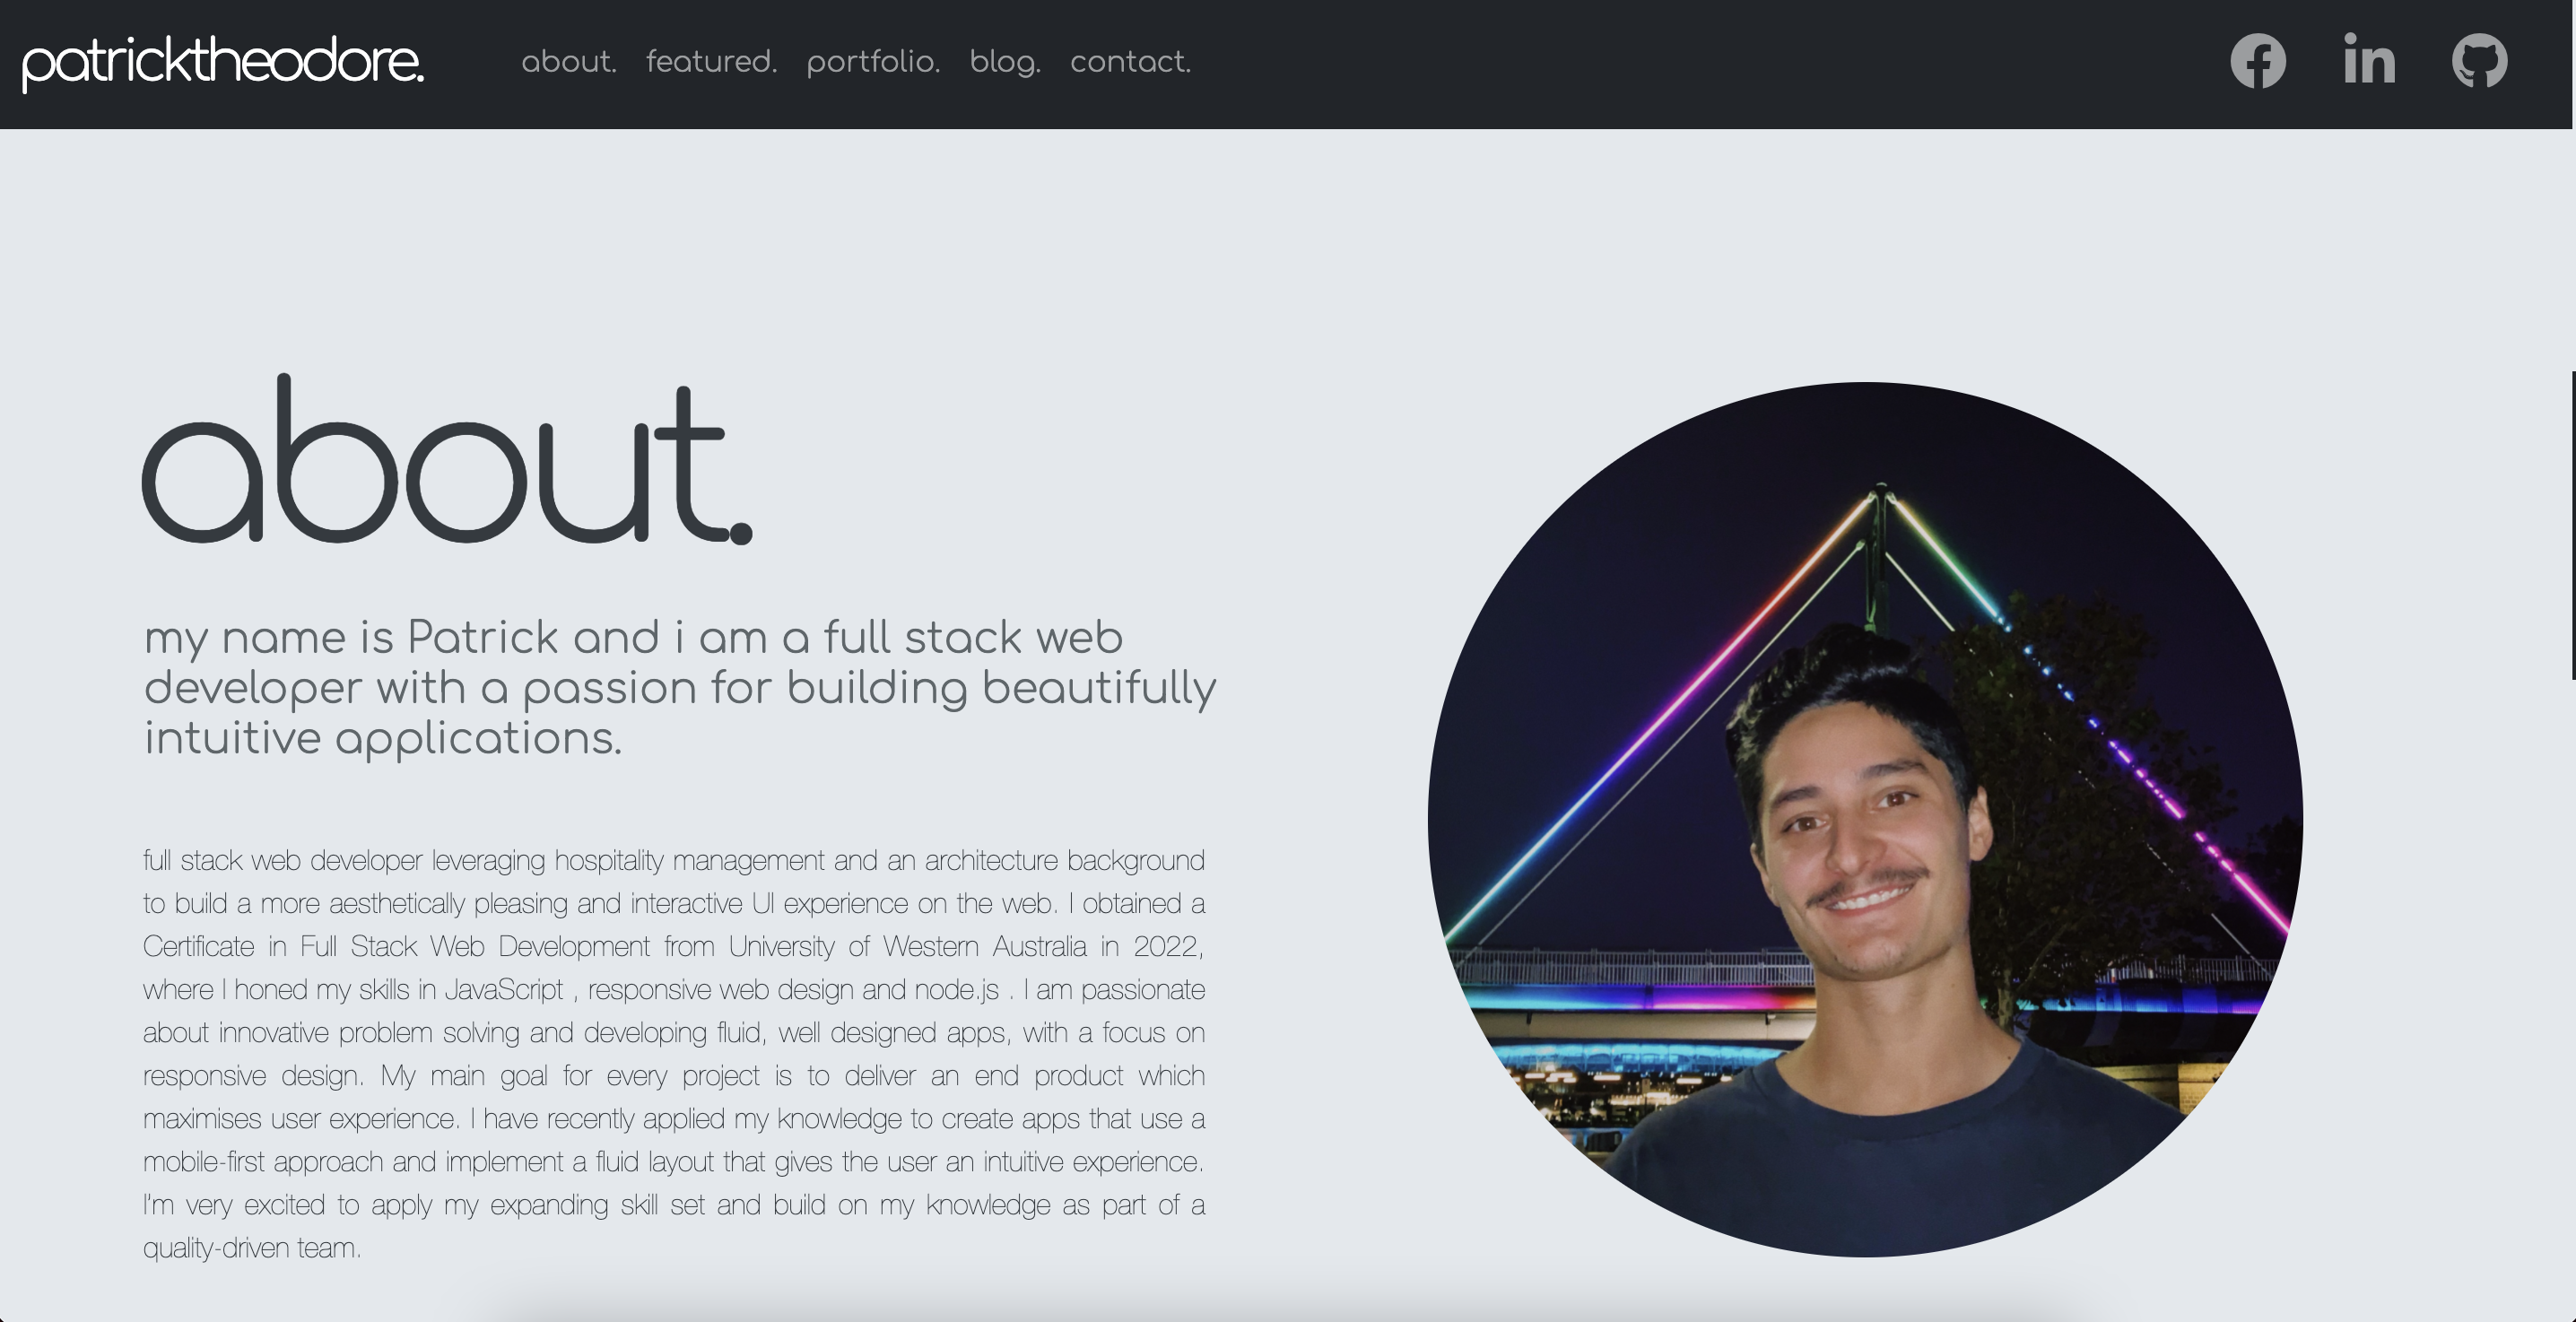 patricktheodore.
about. featured. portfolio. blog. contact.
in
about.
my name is Patrick and i am a full stack web
developer with a passion for building beautifully
intuitive applications.
full stack web developer leveraging hospitality management and an architecture background
to build a more aesthetically pleasing and interactive UI experience on the web. I obtained a
Certificate in Full Stack Web Development from University of Western Australia in 2022,
where I honed my skills in JavaScript , responsive web design and node.js . I am passionate
about innovative problem solving and developing fluid, well designed apps, with a focus on
responsive design. My main goal for every project is to deliver an end product which
maximises user experience. I have recently applied my knowledge to create apps that use a
mobile-first approach and implement a fluid layout that gives the user an intuitive experience.
I'm very excited to apply my expanding skill set and build on my knowledge as part of a
quality-driven team.